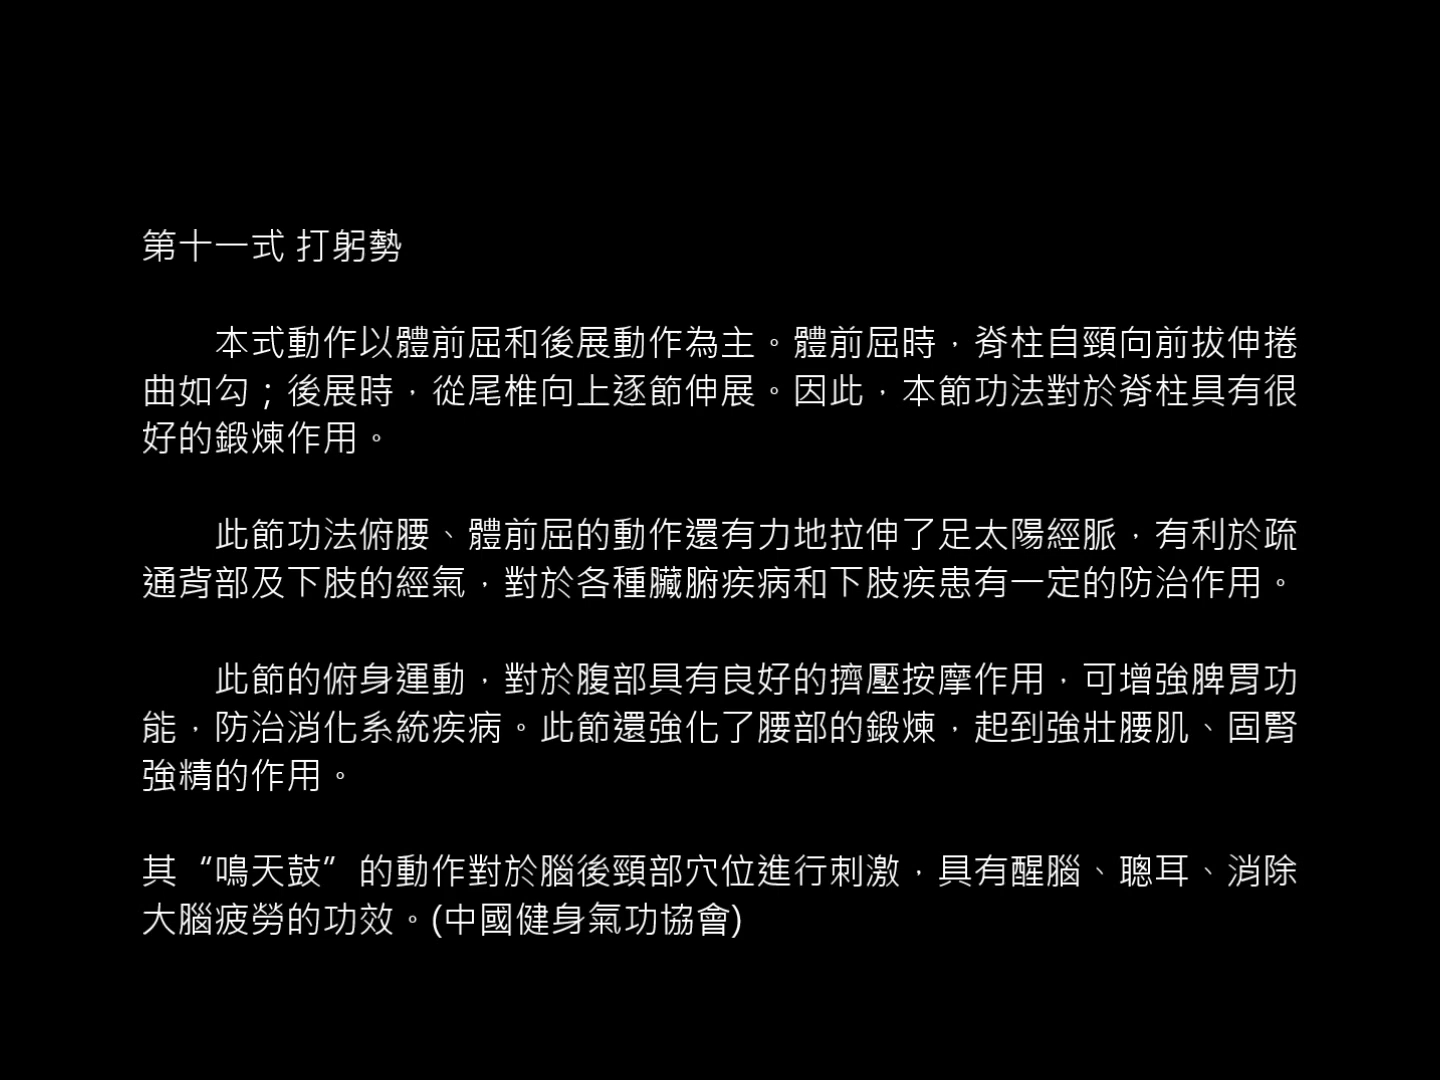 第十一式 打躬勢
本式動作以體前屈和後展動作為主。體前屈時，脊柱自頸向前拔伸捲
曲如勾；後展時，從尾椎向上逐節伸展。因此，本節功法對於脊柱具有很
好的鍛煉作用。
此節功法俯腰、體前屈的動作還有力地拉伸了足太陽經脈，有利於疏
通背部及下肢的經氣，對於各種臟腑疾病和下肢疾患有一定的防治作用。
此節的俯身運動，對於腹部具有良好的擠壓按摩作用，可增強脾胃功
能，防治消化系統疾病。此節還強化了腰部的鍛煉，起到強壯腰肌、固腎
強精的作用。
其“鳴天鼓”的動作對於腦後頸部穴位進行刺激，具有醒腦、聰耳、消除
大腦疲勞的功效。(中國健身氣功協會)